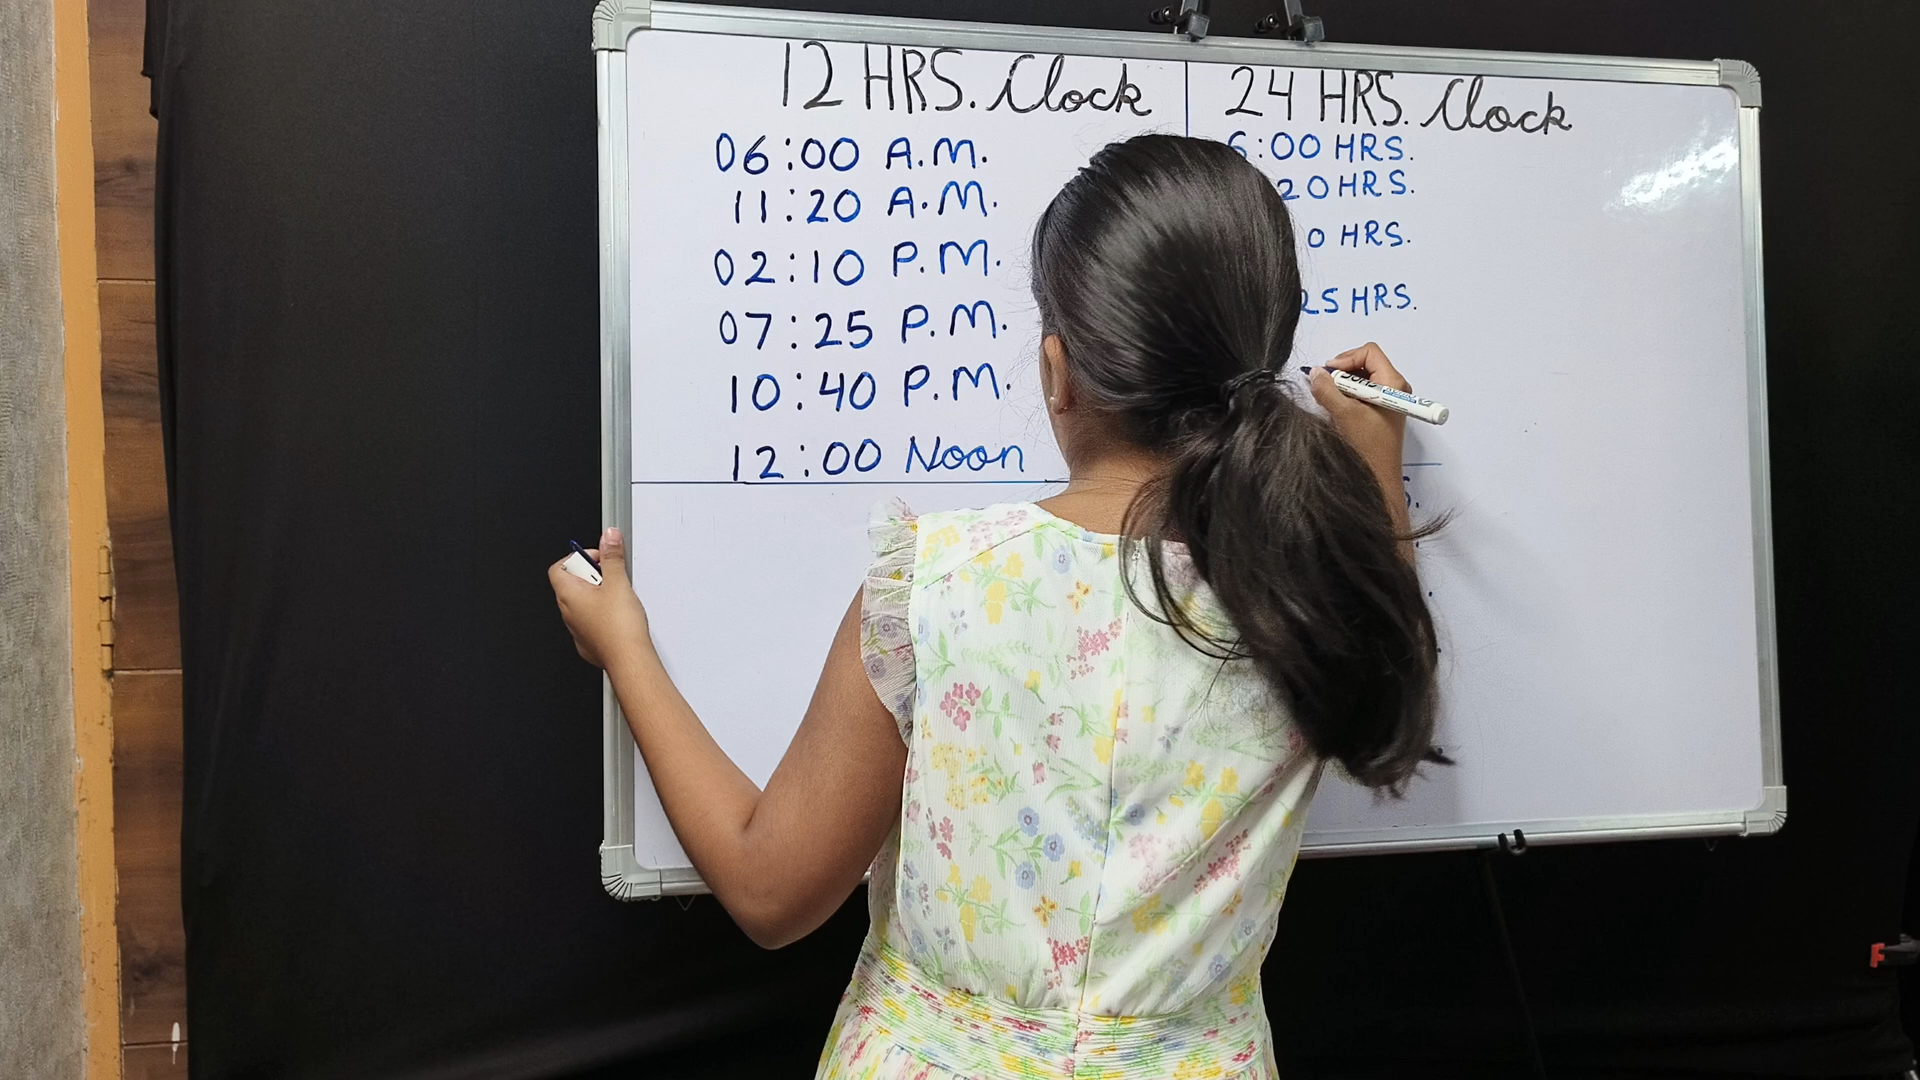 12 HRS. Clock
06:00 A.M.
11:20 A.M.
02:10 P.M.
07:25 P.M.
10:40 P.M.
12:00 Noon
24 HRS. Clock
6:00 HRS.
20 HRS.
0 HRS.
25 HRS.